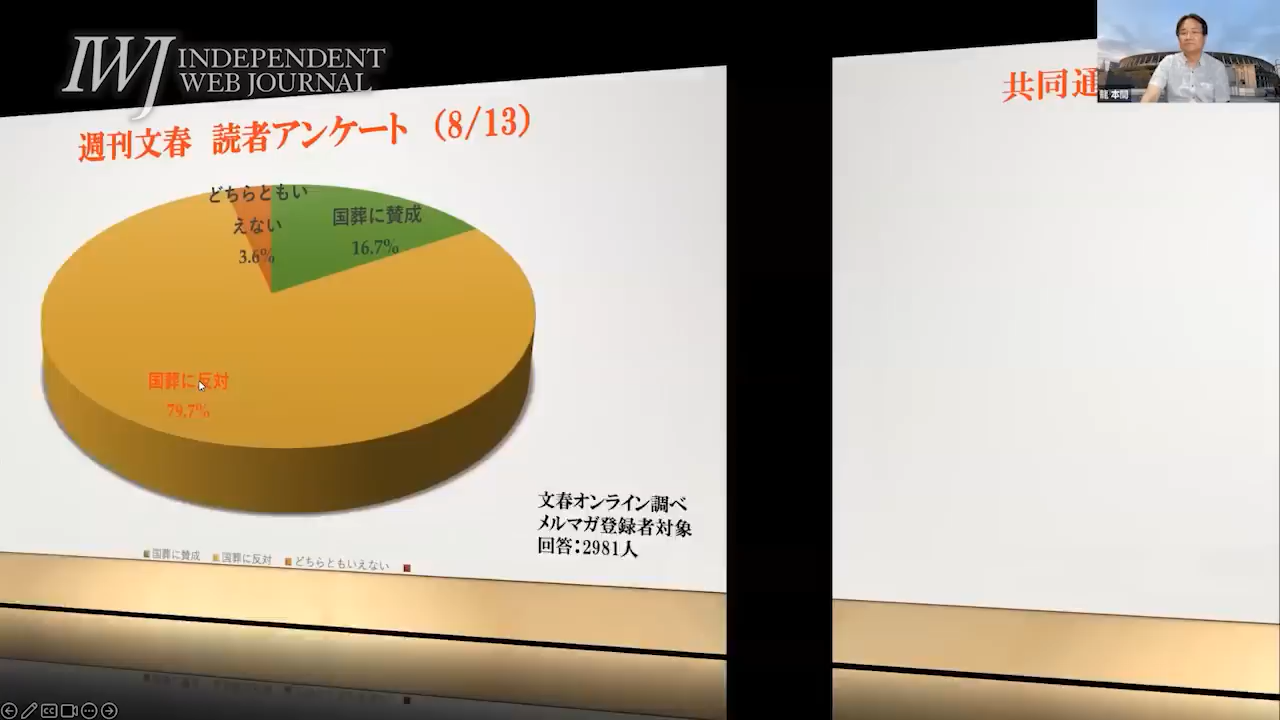 IWJ INDEPENDENT
WEB JOURNAL
週刊文春 読者アンケート (8/13)
どちらともい
えない
3.6%
国葬に賛成
16.7%
国葬に反対
79.7%
文春オンライン調べ
メルマガ登録者対象
回答:2981人
国葬に賛成 国葬に反対 どちらともいえない
共同通
龍 本間